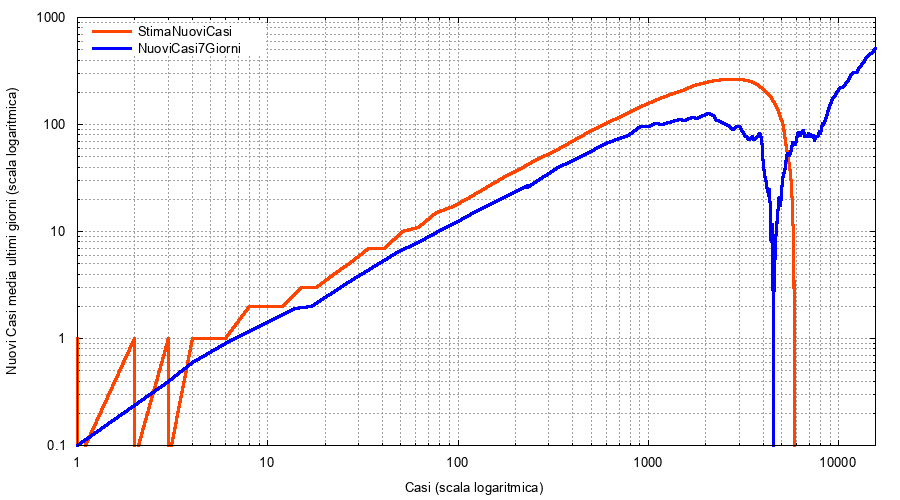 1000
100
10
1
0.1
1
10
100
1000
10000
StimaNuoviCasi
NuoviCasi7Giorni
Nuovi Casi media ultimi giorni (scala logaritmica)
Casi (scala logaritmica)